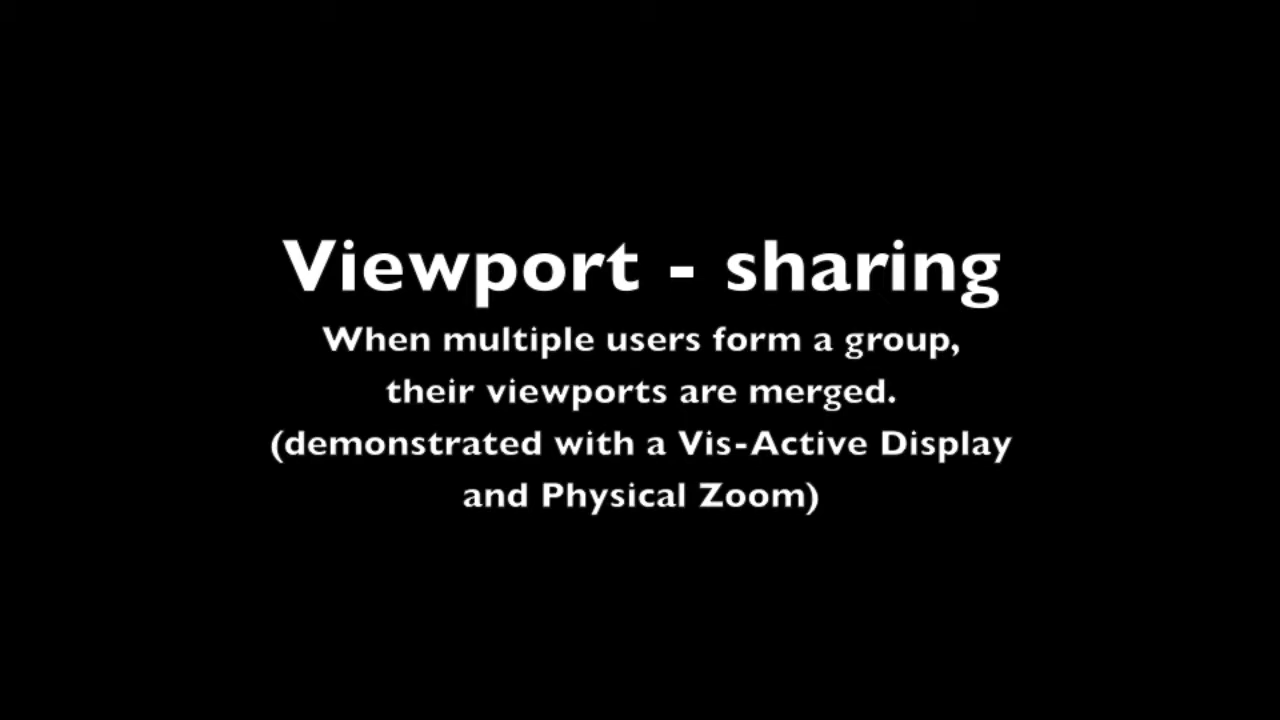 Viewport - sharing
When multiple users form a group,
their viewports are merged.
(demonstrated with a Vis-Active Display
and Physical Zoom)